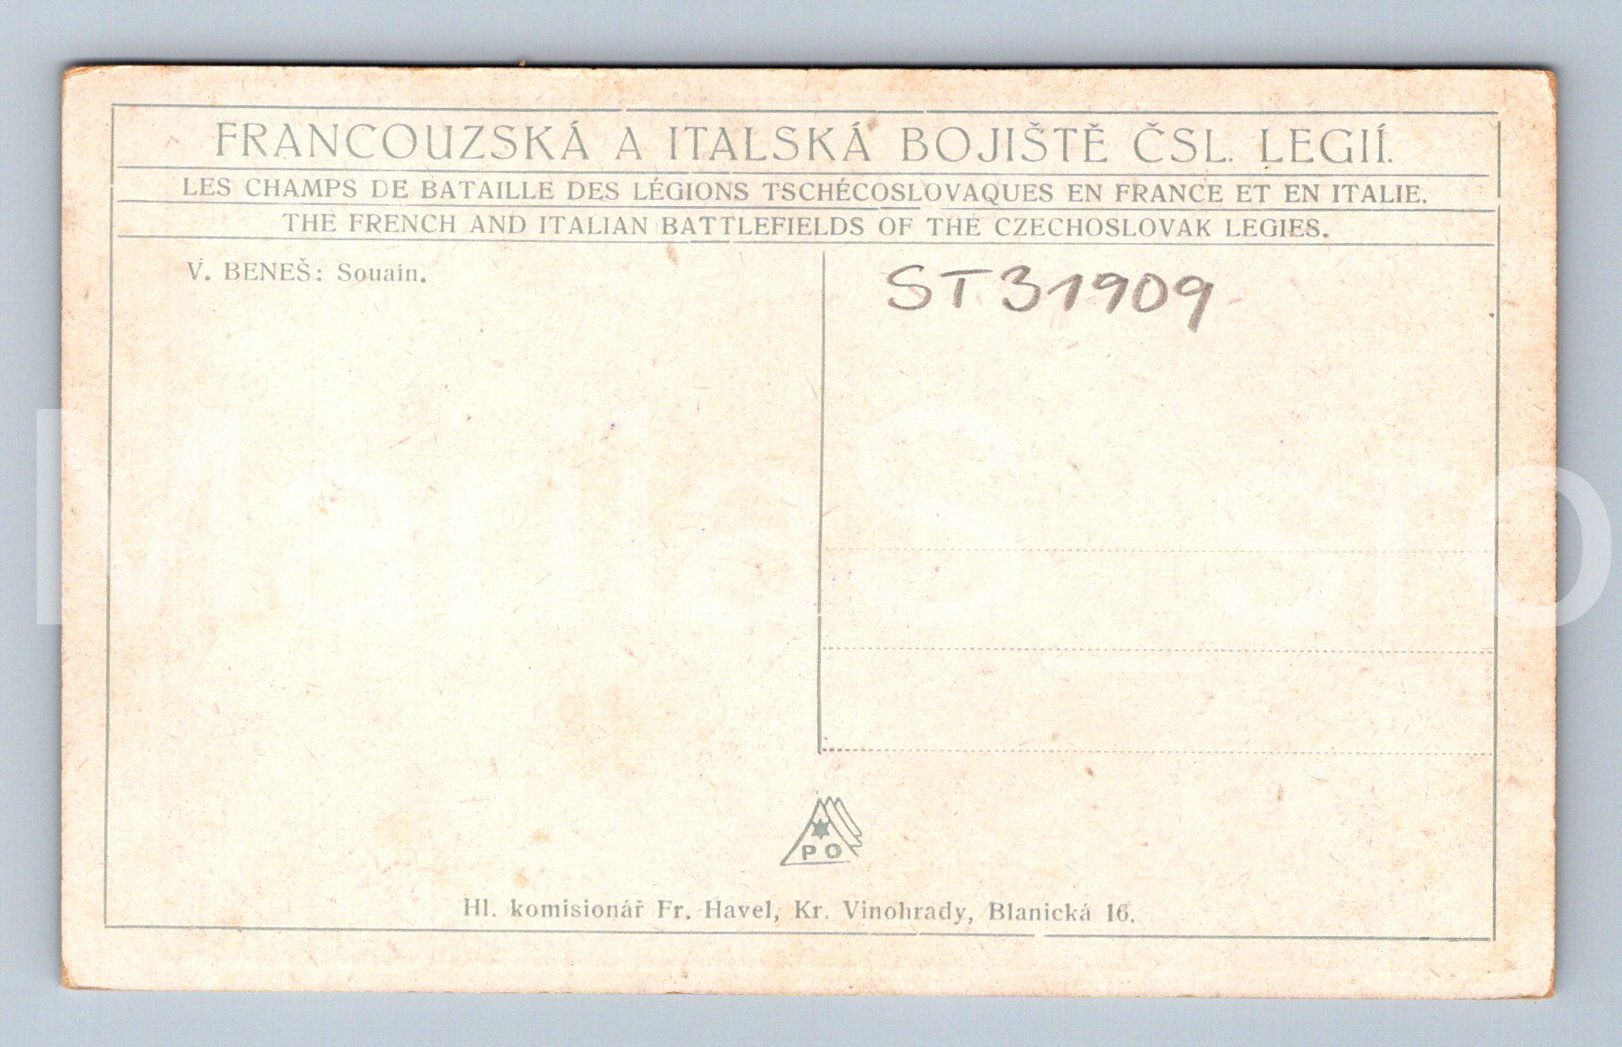 FRANCOUZSKÁ A ITALSKÁ BOJIŠTĚ ČSL. LEGIÍ.
LES CHAMPS DE BATAILLE DES LÉGIONS TSCHÉCOSLOVAQUES EN FRANCE ET EN ITALIE.
THE FRENCH AND ITALIAN BATTLEFIELDS OF THE CZECHOSLOVAK LEGIES.
V. BENEŠ: Souain.
ST31909
MarlaS sro
PO
Hl. komisionář Fr. Havel, Kr. Vinohrady, Blanická 16.